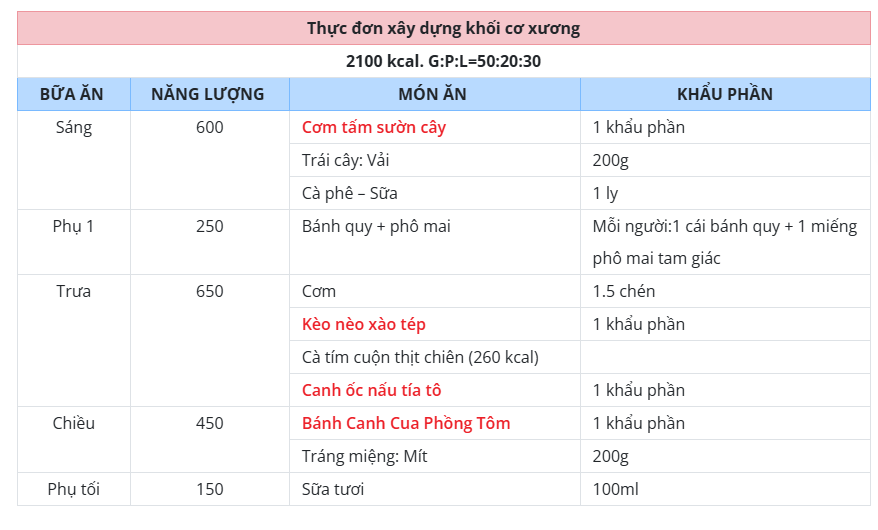 Thực đơn xây dựng khối cơ xương
2100 kcal. G:P:L=50:20:30
BỮA ĂN NĂNG LƯỢNG MÓN ĂN KHẨU PHẦN
Sáng 600 Cơm tấm sườn cây 1 khẩu phần
Trái cây: Vải 200g
Cà phê – Sữa 1 ly
Phụ 1 250 Bánh quy + phô mai Mỗi người:1 cái bánh quy + 1 miếng
phô mai tam giác
Trưa 650 Cơm 1.5 chén
Kèo nèo xào tép 1 khẩu phần
Cà tím cuộn thịt chiên (260 kcal)
Canh ốc nấu tía tô 1 khẩu phần
Chiều 450 Bánh Canh Cua Phồng Tôm 1 khẩu phần
Tráng miệng: Mít 200g
Phụ tối 150 Sữa tươi 100ml